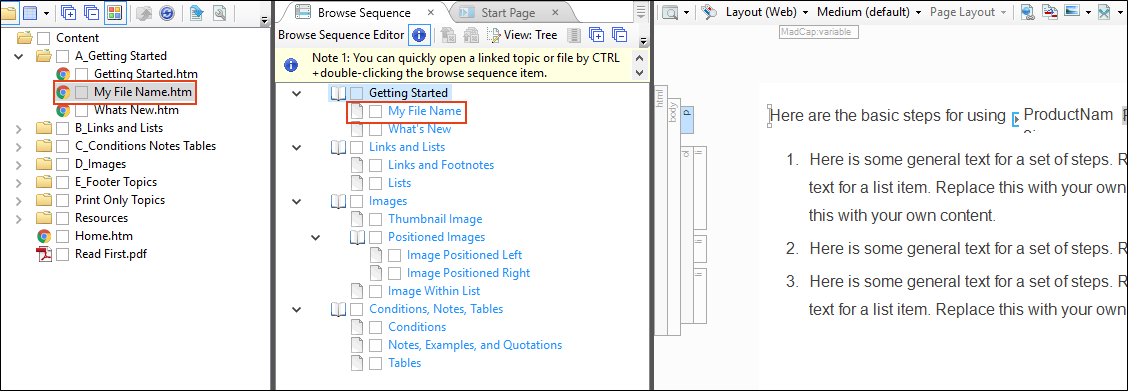 Content
A_Getting Started
Getting Started.htm
My File Name.htm
Whats New.htm
B_Links and Lists
C_Conditions Notes Tables
D_Images
E_Footer Topics
Print Only Topics
Resources
Home.htm
Read First.pdf
Browse Sequence
Start Page
Browse Sequence Editor
View: Tree
Note 1: You can quickly open a linked topic or file by CTRL
+double-clicking the browse sequence item.
Getting Started
My File Name
What's New
Links and Lists
Links and Footnotes
Lists
Images
Thumbnail Image
Positioned Images
Image Positioned Left
Image Positioned Right
Image Within List
Conditions, Notes, Tables
Conditions
Notes, Examples, and Quotations
Tables
Layout (Web)
Medium (default)
Page Layout
MadCap:variable
html
body
p
ol
li
li
li
Here are the basic steps for using ProductNam
1. Here is some general text for a set of steps. R
text for a list item. Replace this with your own
this with your own content.
2. Here is some general text for a set of steps. R
3. Here is some general text for a set of steps. R
text for a list item. Replace this with your own